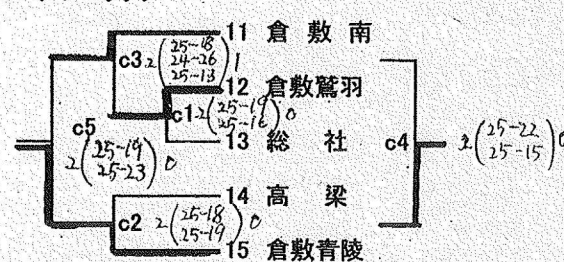 11 倉敷南
c3 2 (25-18 24-26 25-13) 1
12 倉敷鷲羽
c1 2 (25-19 25-16) 0
13 総社
c5 2 (25-19 25-23) 0
c4 2 (25-22 25-15) 0
14 高梁
c2 2 (25-18 25-19) 0
15 倉敷青陵